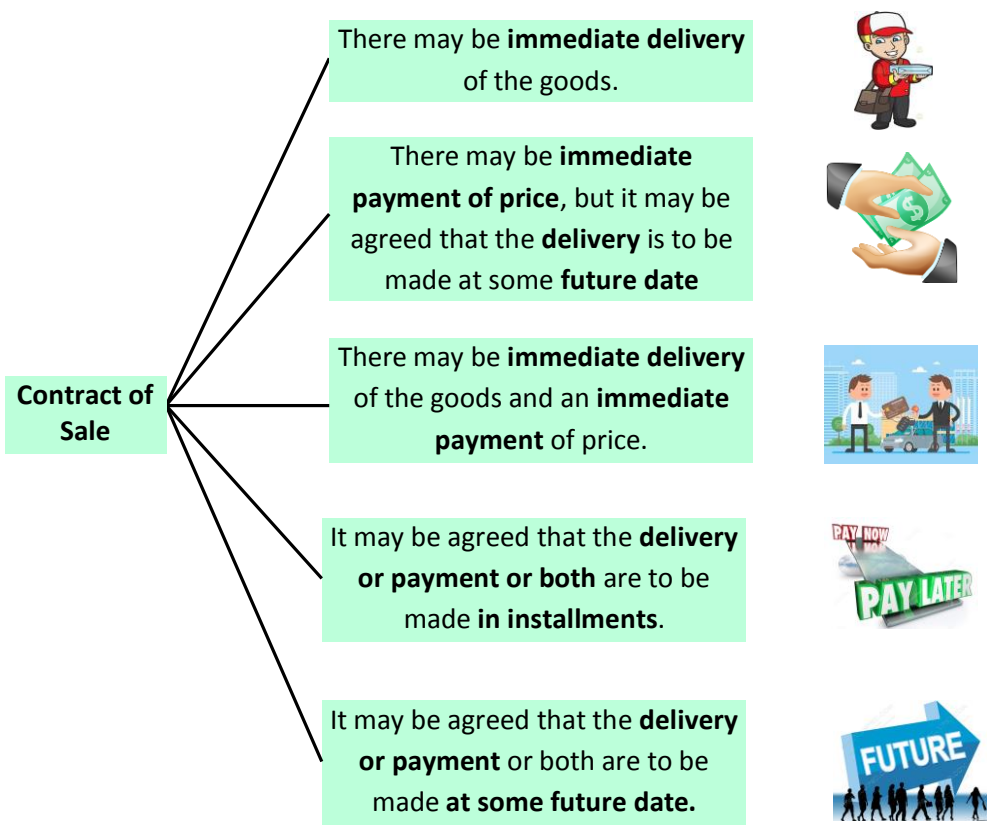 There may be immediate delivery
of the goods.
There may be immediate
payment of price, but it may be
agreed that the delivery is to be
made at some future date
Contract of
Sale
There may be immediate delivery
of the goods and an immediate
payment of price.
It may be agreed that the delivery
or payment or both are to be
made in installments.
PAY NOW
PAY LATER
It may be agreed that the delivery
or payment or both are to be
made at some future date.
FUTURE
$